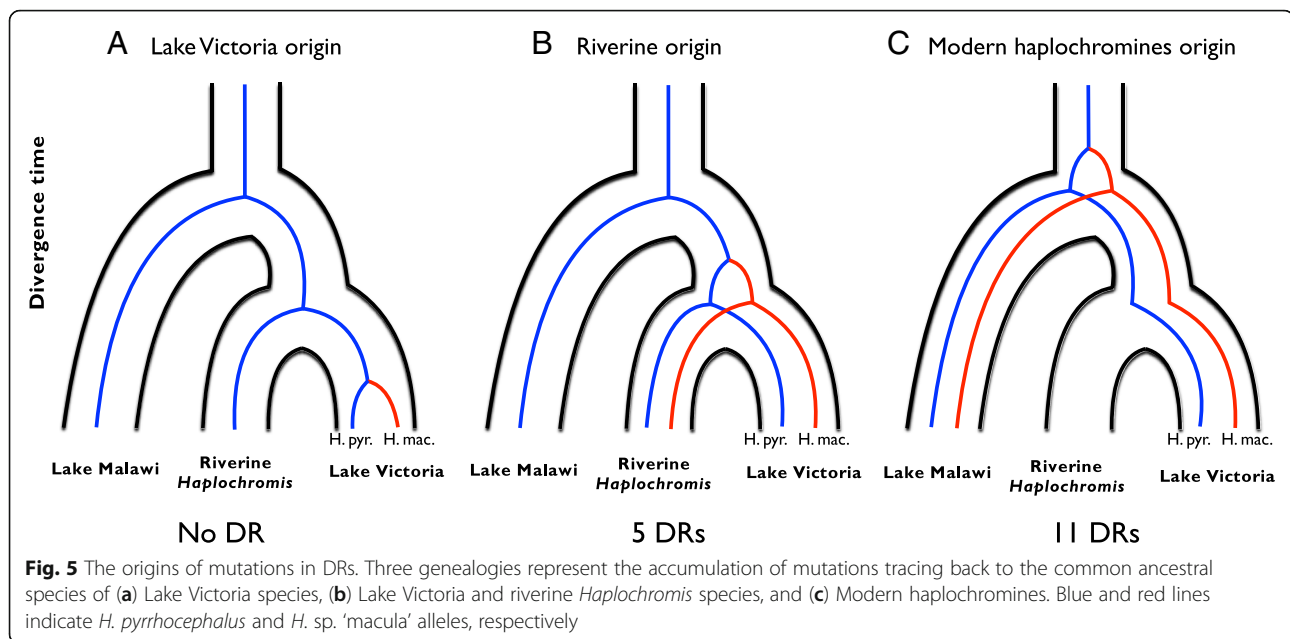 A Lake Victoria origin
B Riverine origin
C Modern haplochromines origin
Divergence time
H. pyr. H. mac.
Lake Malawi
Riverine
Haplochromis
Lake Victoria
No DR
H. pyr. H. mac.
Lake Malawi
Riverine
Haplochromis
Lake Victoria
5 DRs
H. pyr. H. mac.
Lake Malawi
Riverine
Haplochromis
Lake Victoria
11 DRs
Fig. 5 The origins of mutations in DRs. Three genealogies represent the accumulation of mutations tracing back to the common ancestral
species of (a) Lake Victoria species, (b) Lake Victoria and riverine Haplochromis species, and (c) Modern haplochromines. Blue and red lines
indicate H. pyrrhocephalus and H. sp. ‘macula’ alleles, respectively